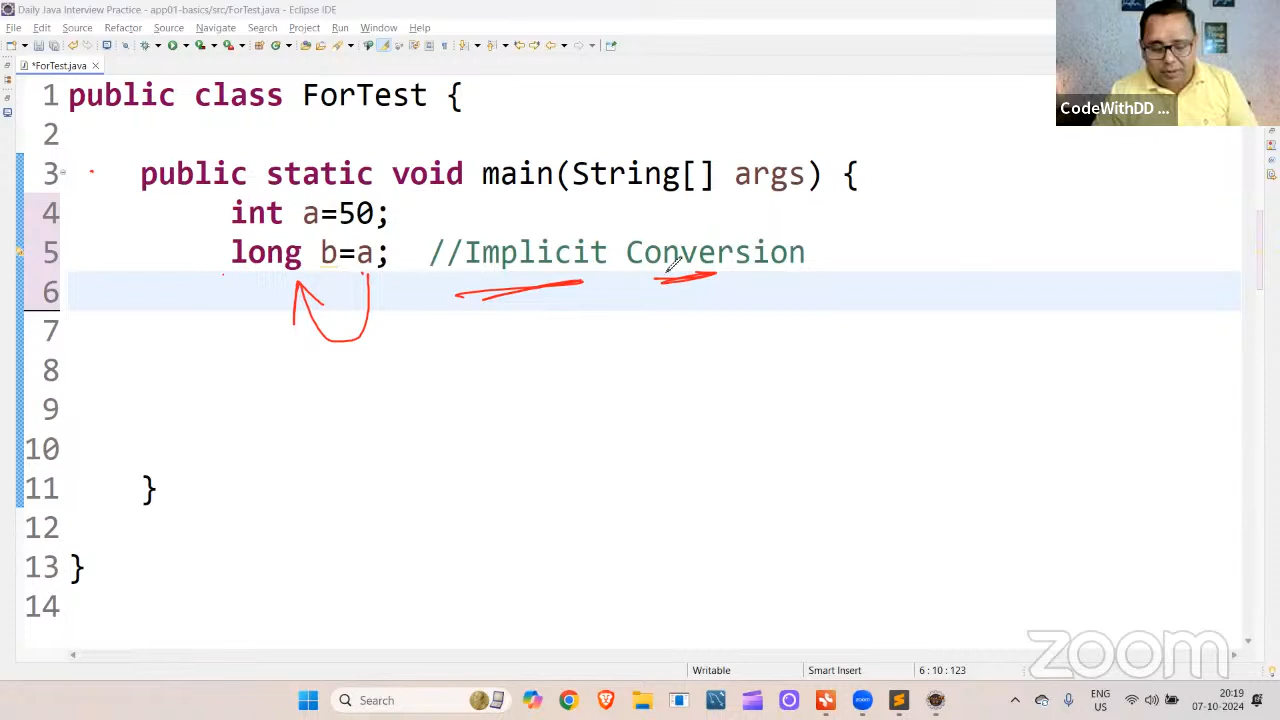 Daily Java Interview Practice - app01-basics/src/ForTest.java - Eclipse IDE
File Edit Source Refactor Navigate Search Project Run Window Help
*ForTest.java
CodeWithDD ...
1 public class ForTest {
2
3 public static void main(String[] args) {
4 int a=50;
5 long b=a; //Implicit Conversion
6
7
8
9
10
11 }
12
13 }
14
zoom
Writable Smart Insert 6 : 10 : 123
Search
ENG
US
20:19
07-10-2024